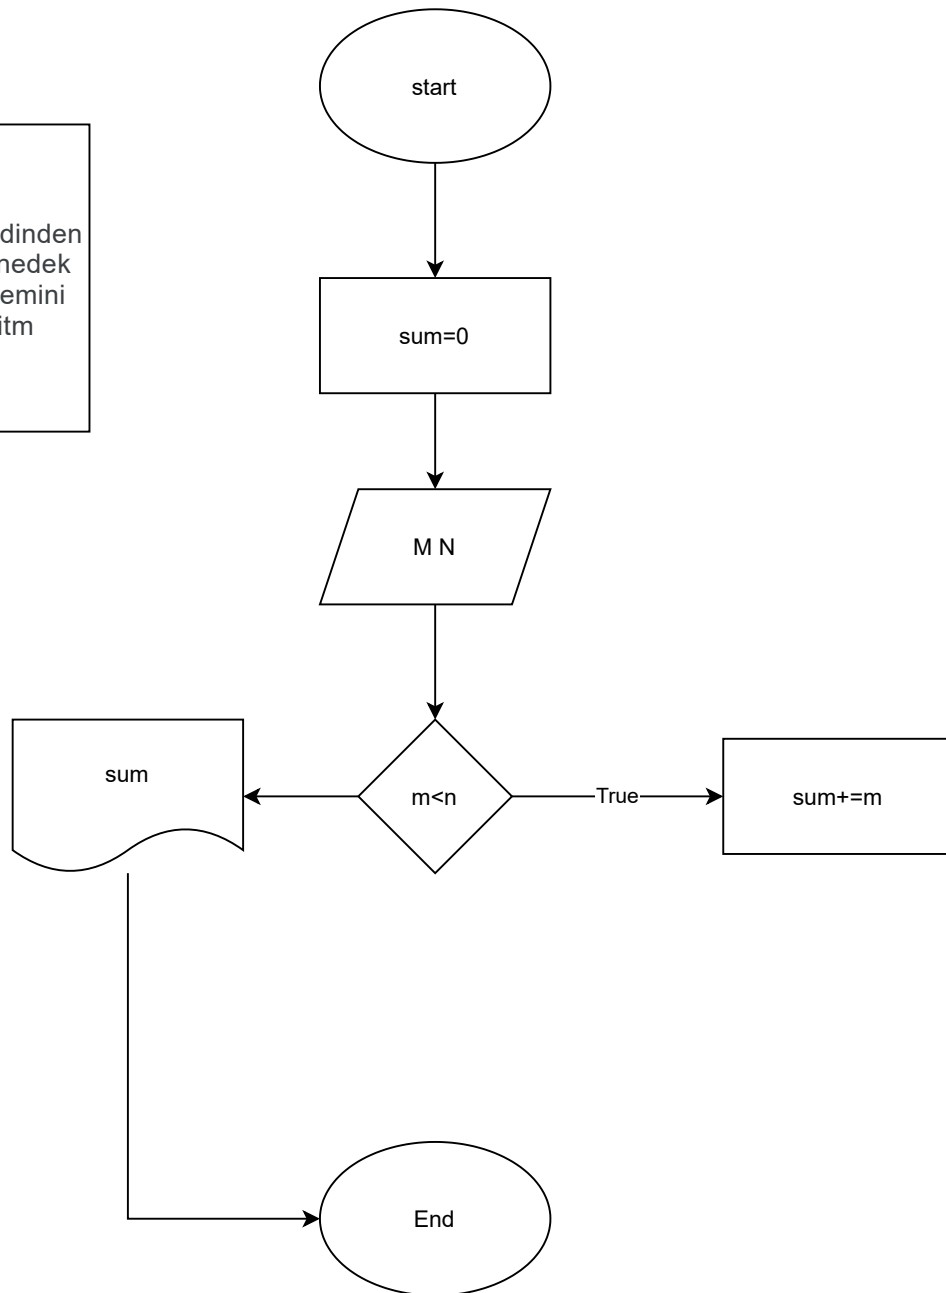 start
dinden
nedek
emini
itm
sum=0
M N
sum
m<n
True
sum+=m
End